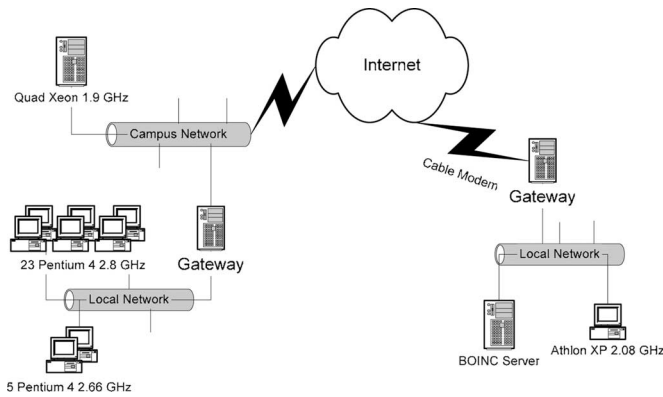 Internet
Quad Xeon 1.9 GHz
Campus Network
Cable Modem
Gateway
23 Pentium 4 2.8 GHz
Gateway
Local Network
Local Network
BOINC Server
Athlon XP 2.08 GHz
5 Pentium 4 2.66 GHz